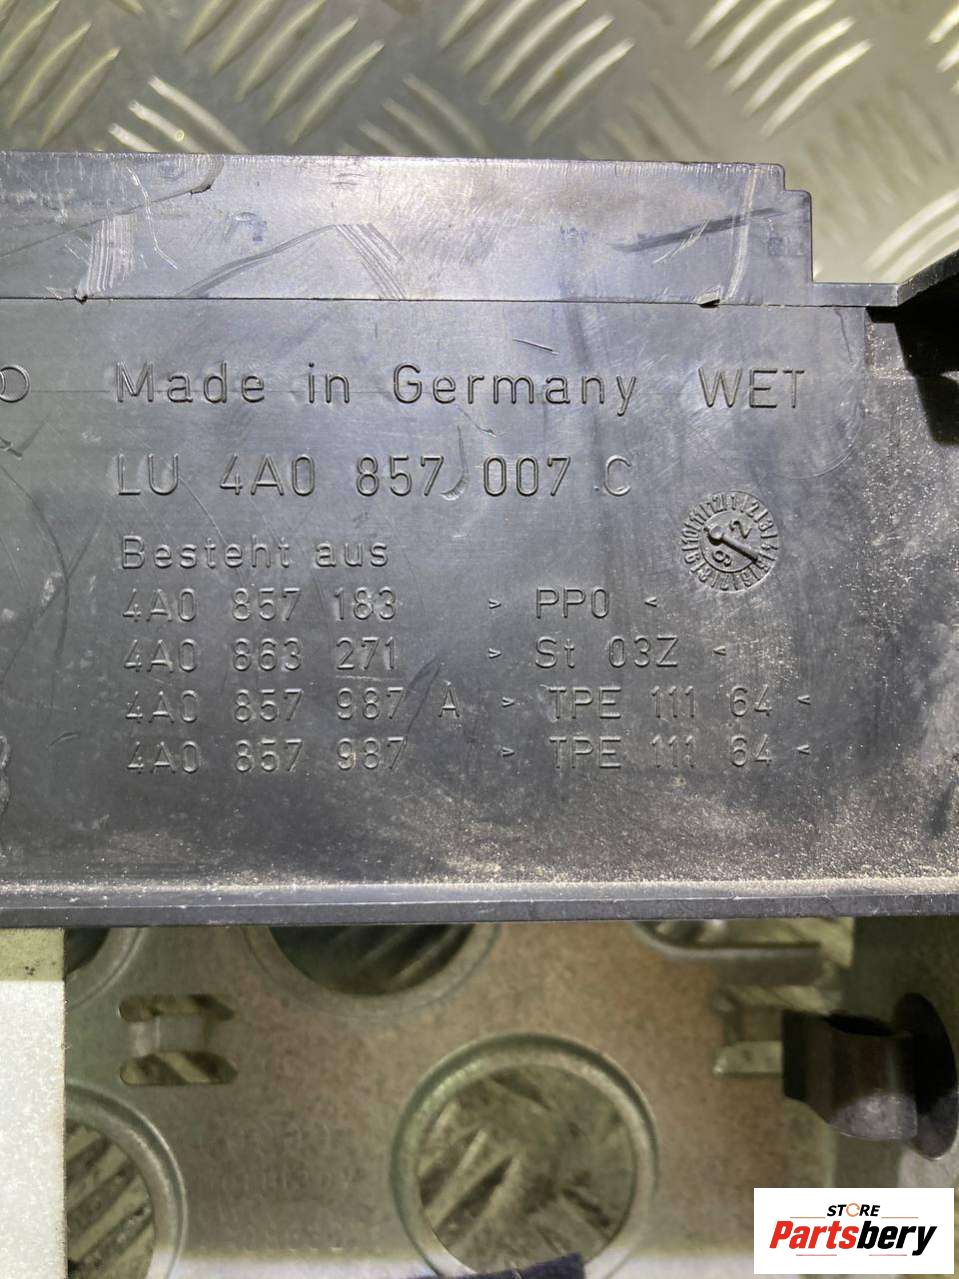 Made in Germany WET
LU 4A0 857 007 C
Besteht aus
4A0 857 183 > PP0 <
4A0 863 271 > St 03Z <
4A0 857 987 A > TPE 111 64 <
4A0 857 987 > TPE 111 64 <
STORE
Partsbery